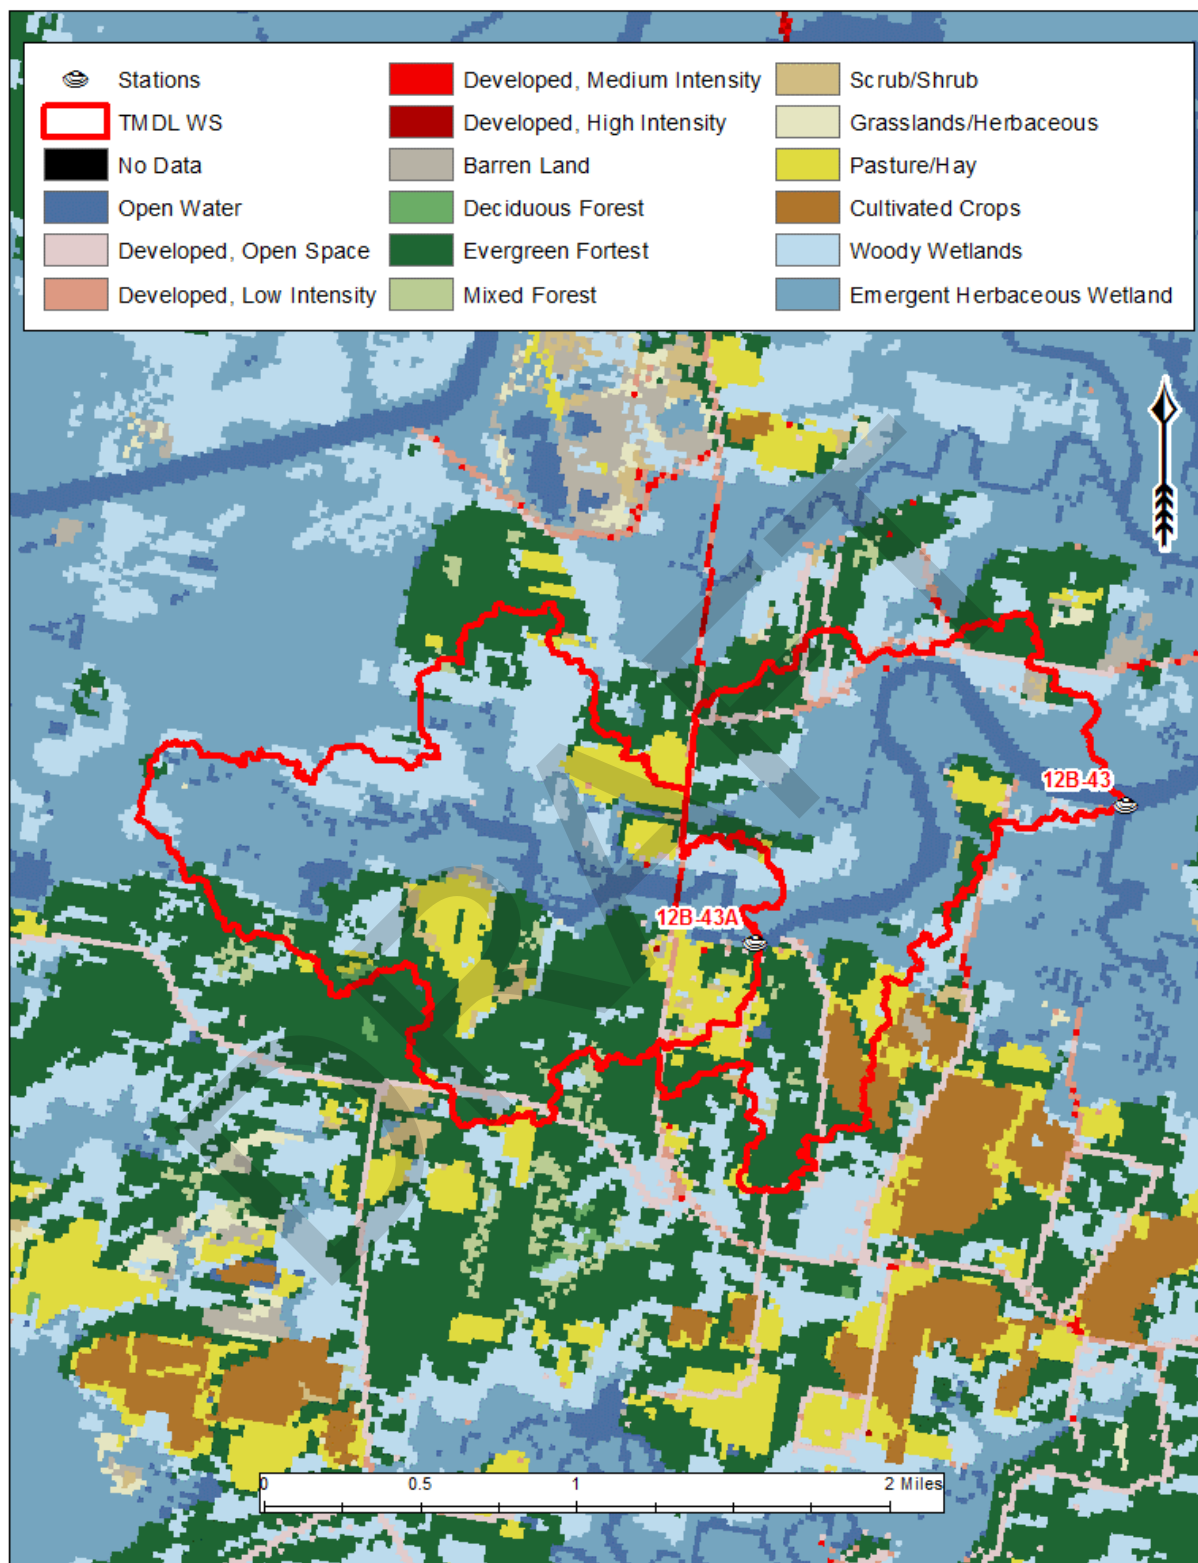 Stations
TMDL WS
No Data
Open Water
Developed, Open Space
Developed, Low Intensity
Developed, Medium Intensity
Developed, High Intensity
Barren Land
Deciduous Forest
Evergreen Fortest
Mixed Forest
Scrub/Shrub
Grasslands/Herbaceous
Pasture/Hay
Cultivated Crops
Woody Wetlands
Emergent Herbaceous Wetland
12B-43
12B-43A
DRAFT
0 0.5 1 2 Miles